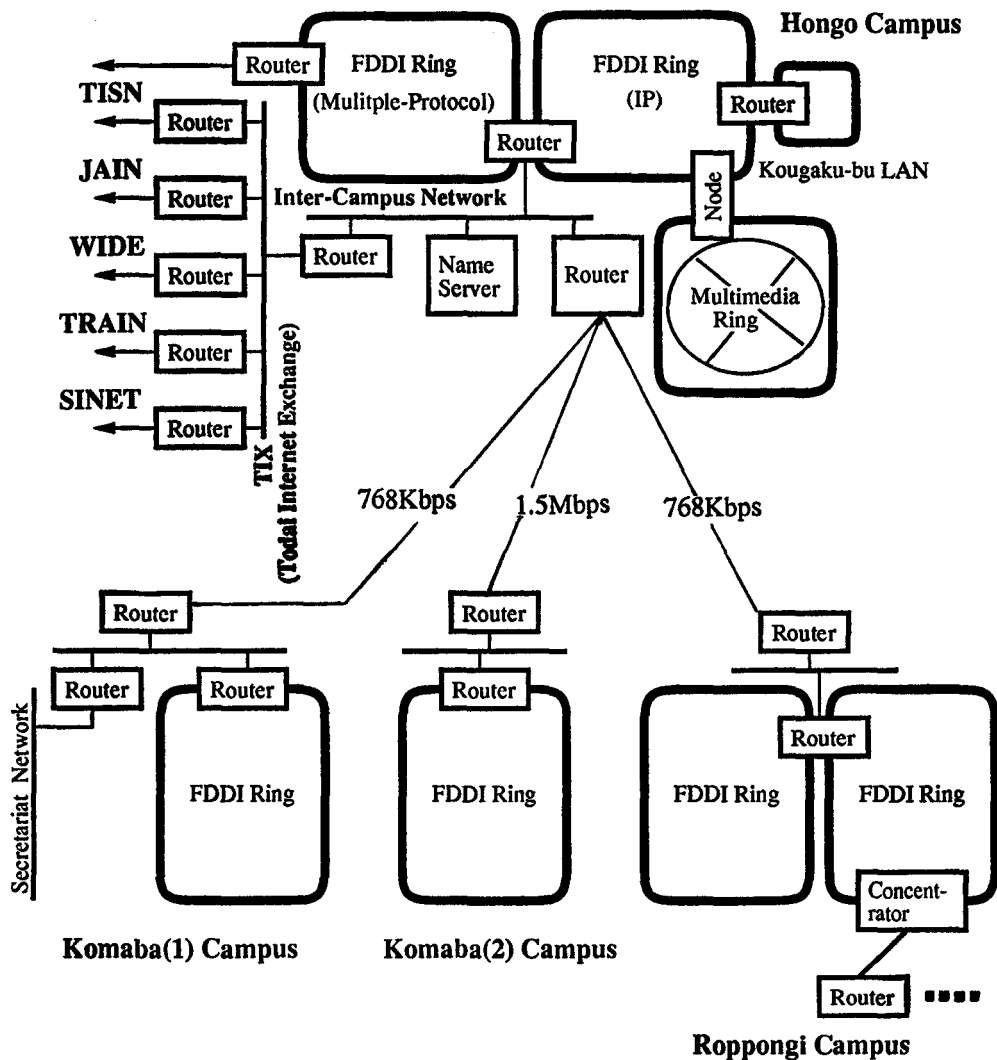 Hongo Campus
Router
FDDI Ring
(Mulitple-Protocol)
FDDI Ring
(IP)
Router
Router
TISN
Router
JAIN
Router
WIDE
Router
TRAIN
Router
SINET
Router
TIX
(Todai Internet Exchange)
Inter-Campus Network
Router
Name
Server
Router
Kougaku-bu LAN
Node
Multimedia
Ring
768Kbps
1.5Mbps
768Kbps
Router
Router
Router
FDDI Ring
Secretariat Network
Komaba(1) Campus
Router
Router
FDDI Ring
Komaba(2) Campus
Router
Router
FDDI Ring
FDDI Ring
Concent-
rator
Router
Roppongi Campus